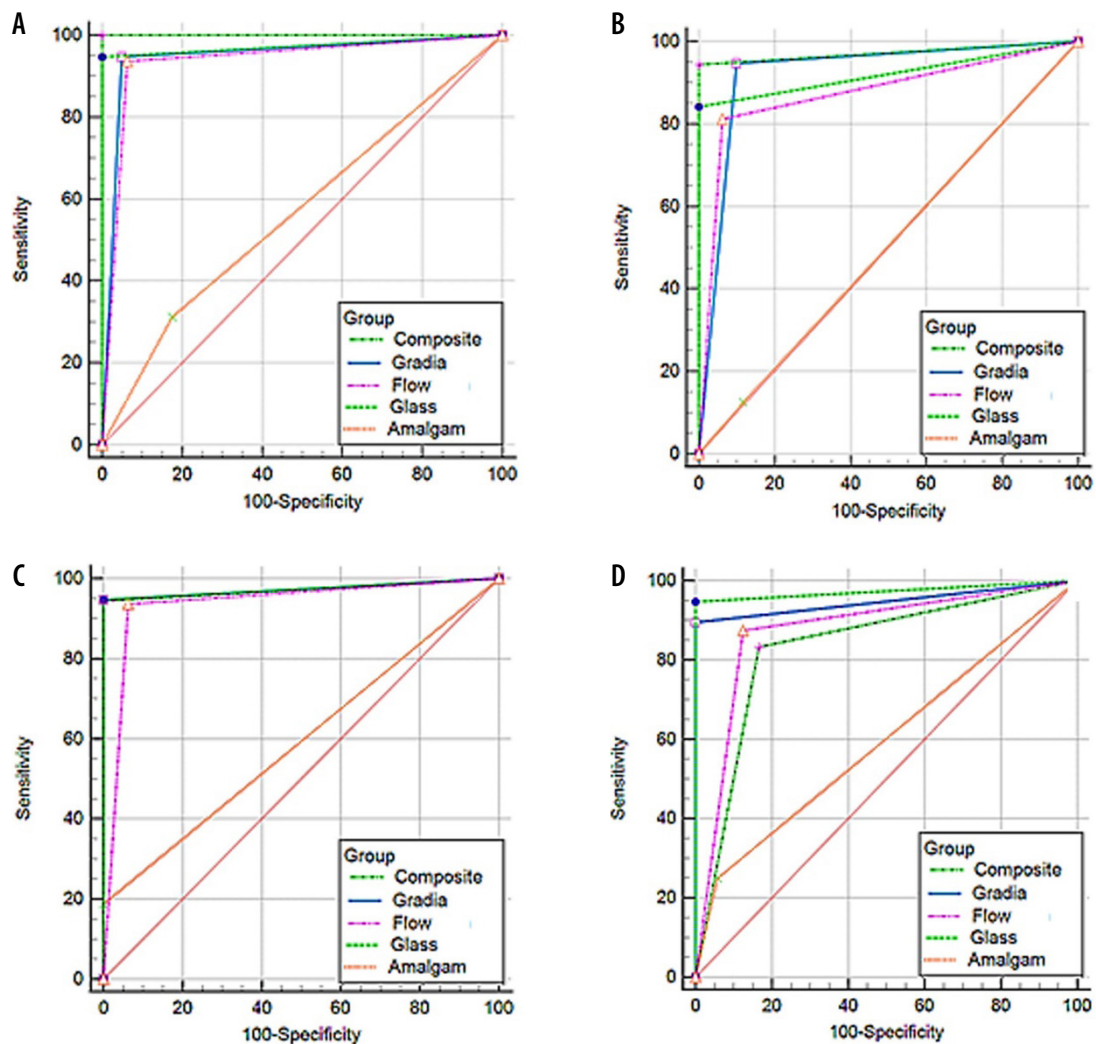 A
Sensitivity
100
80
60
40
20
0
Group
Composite
Gradia
Flow
Glass
Amalgam
0 20 40 60 80 100
100-Specificity
B
Sensitivity
100
80
60
40
20
0
Group
Composite
Gradia
Flow
Glass
Amalgam
0 20 40 60 80 100
100-Specificity
C
Sensitivity
100
80
60
40
20
0
Group
Composite
Gradia
Flow
Glass
Amalgam
0 20 40 60 80 100
100-Specificity
D
Sensitivity
100
80
60
40
20
0
Group
Composite
Gradia
Flow
Glass
Amalgam
0 20 40 60 80 100
100-Specificity